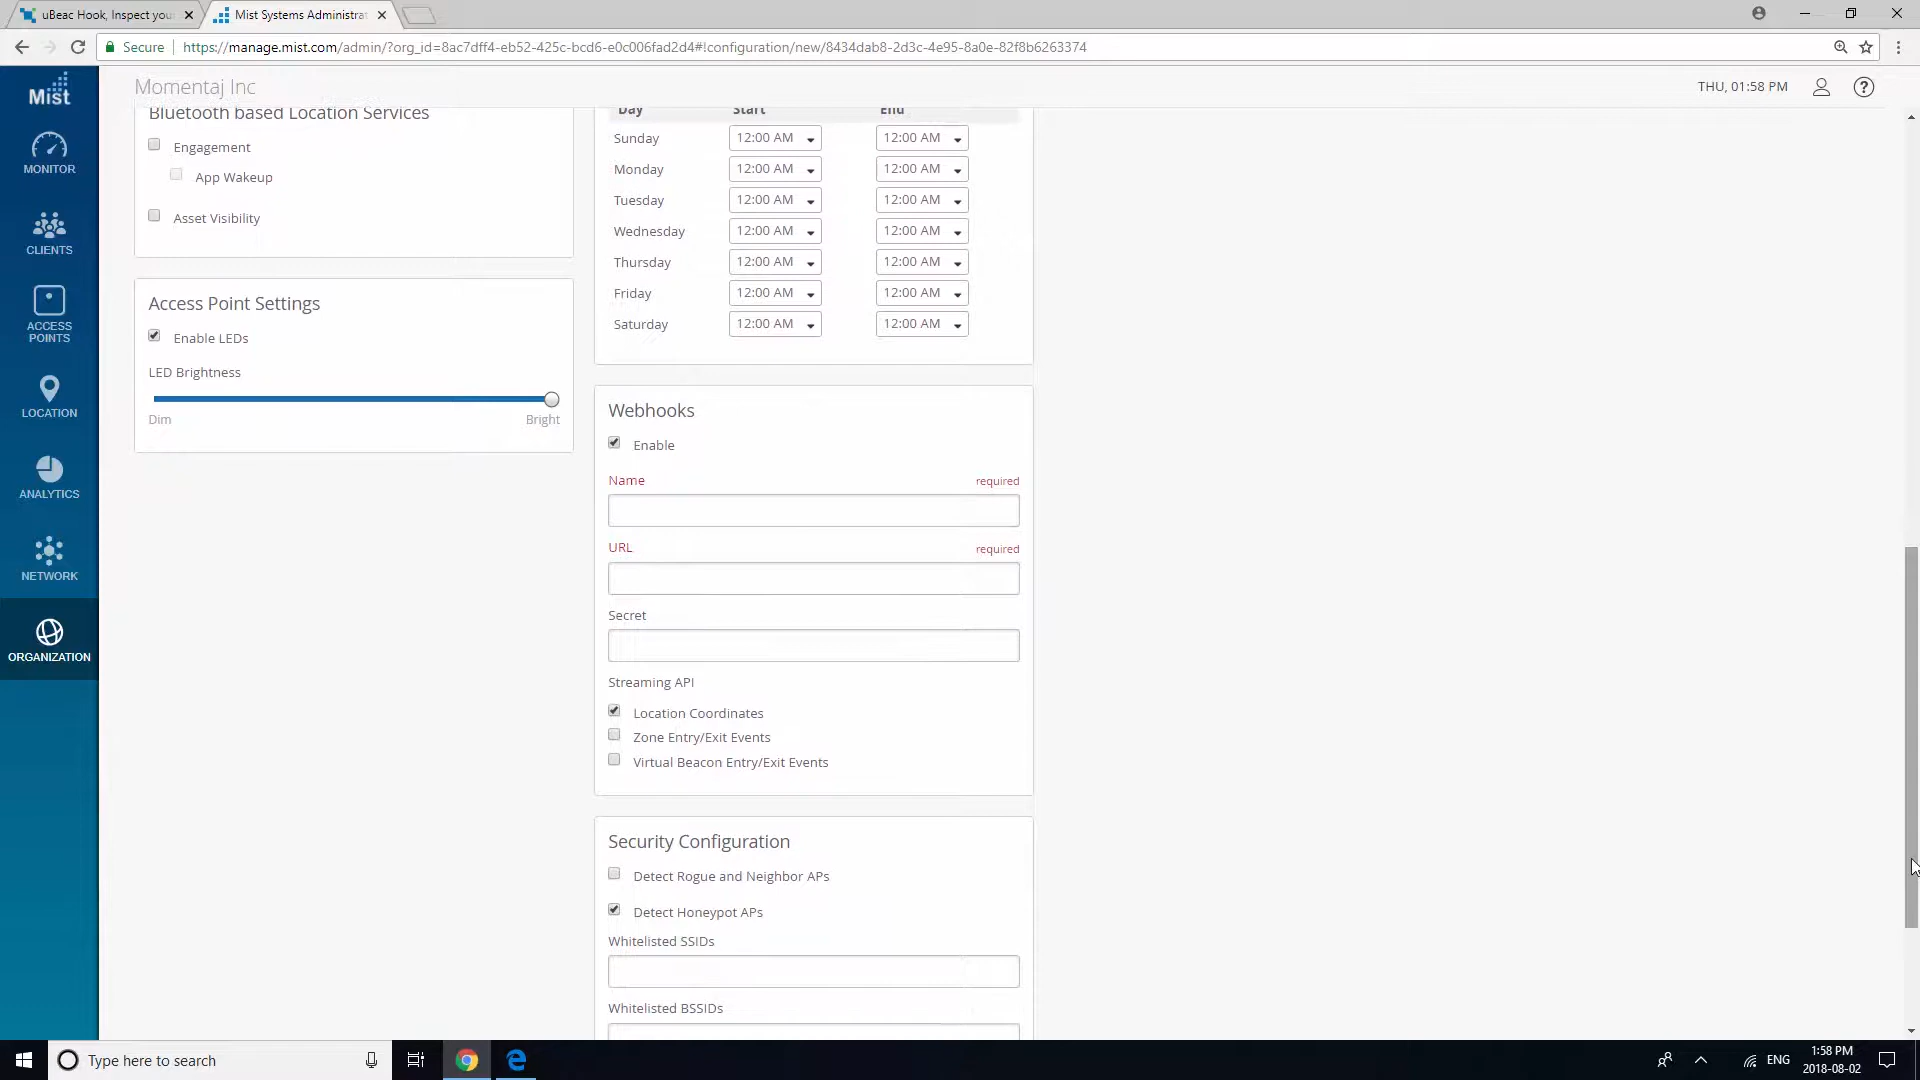 uBeac Hook, Inspect you
Mist Systems Administrat
Secure
https://manage.mist.com/admin/?org_id=8ac7dff4-eb52-425c-bcd6-e0c006fad2d4#!configuration/new/8434dab8-2d3c-4e95-8a0e-82f8b6263374
Mist
Momentaj Inc
THU, 01:58 PM
?
MONITOR
CLIENTS
ACCESS
POINTS
LOCATION
ANALYTICS
NETWORK
ORGANIZATION
Bluetooth based Location Services
Engagement
App Wakeup
Asset Visibility
Access Point Settings
Enable LEDs
LED Brightness
Dim Bright
Day Start End
Sunday 12:00 AM 12:00 AM
Monday 12:00 AM 12:00 AM
Tuesday 12:00 AM 12:00 AM
Wednesday 12:00 AM 12:00 AM
Thursday 12:00 AM 12:00 AM
Friday 12:00 AM 12:00 AM
Saturday 12:00 AM 12:00 AM
Webhooks
Enable
Name required
URL required
Secret
Streaming API
Location Coordinates
Zone Entry/Exit Events
Virtual Beacon Entry/Exit Events
Security Configuration
Detect Rogue and Neighbor APs
Detect Honeypot APs
Whitelisted SSIDs
Whitelisted BSSIDs
Type here to search
ENG
1:58 PM
2018-08-02